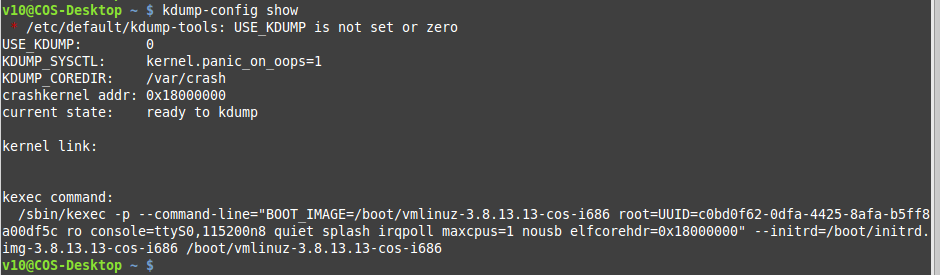 v10@COS-Desktop ~ $ kdump-config show
 * /etc/default/kdump-tools: USE_KDUMP is not set or zero
USE_KDUMP:        0
KDUMP_SYSCTL:     kernel.panic_on_oops=1
KDUMP_COREDIR:    /var/crash
crashkernel addr: 0x18000000
current state:    ready to kdump
kernel link:
kexec command:
  /sbin/kexec -p --command-line="BOOT_IMAGE=/boot/vmlinuz-3.8.13.13-cos-i686 root=UUID=c0bd0f62-0dfa-4425-8afa-b5ff8
a00df5c ro console=ttyS0,115200n8 quiet splash irqpoll maxcpus=1 nousb elfcorehdr=0x18000000" --initrd=/boot/initrd.
img-3.8.13.13-cos-i686 /boot/vmlinuz-3.8.13.13-cos-i686
v10@COS-Desktop ~ $